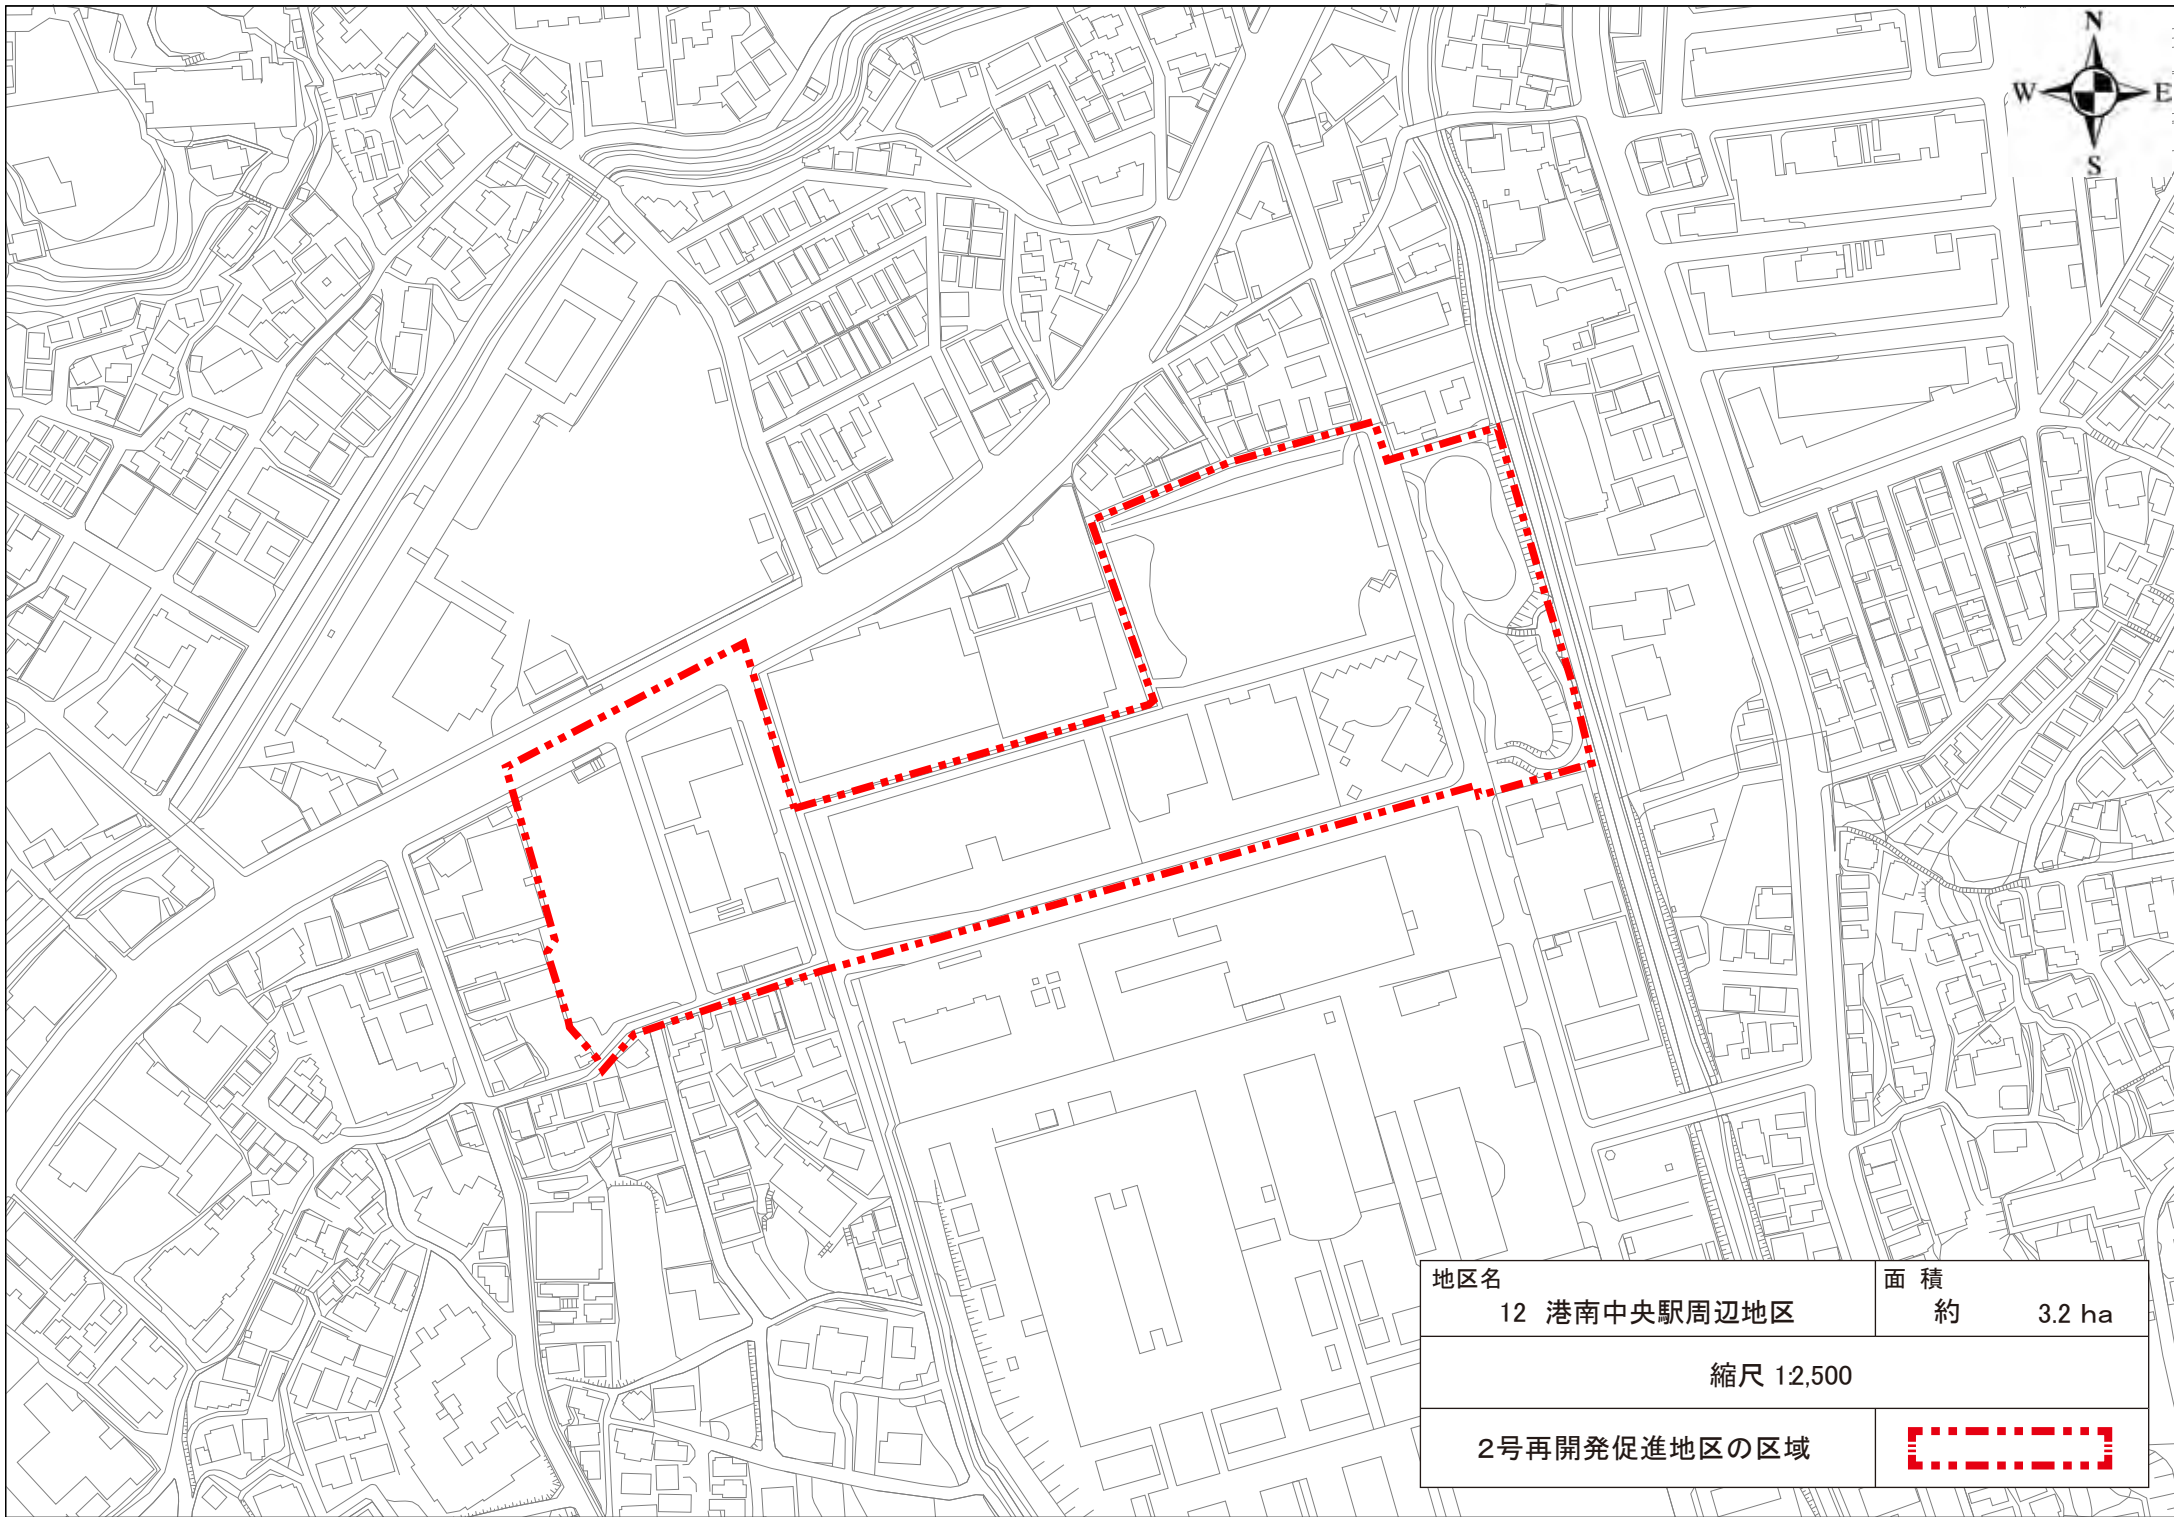 N
W E
S
地区名
12 港南中央駅周辺地区
面 積
約 3.2 ha
縮尺 1:2,500
2号再開発促進地区の区域